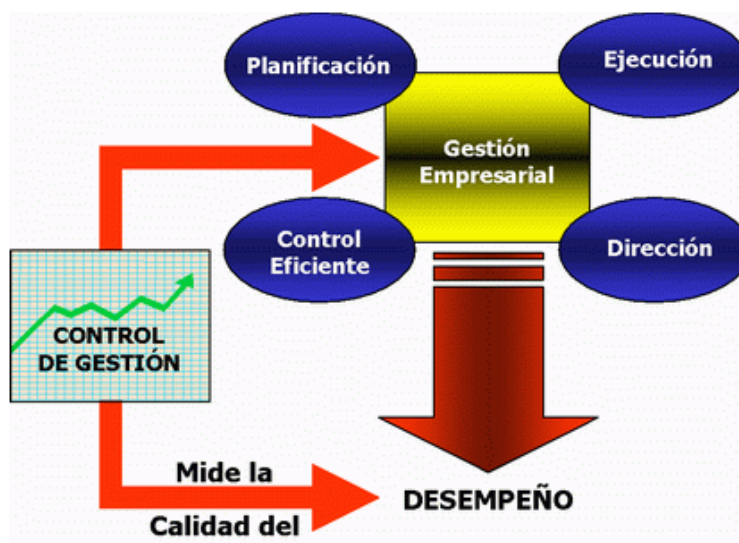 Planificación
Ejecución
Gestión
Empresarial
Control
Eficiente
Dirección
CONTROL
DE GESTIÓN
Mide la
Calidad del
DESEMPEÑO